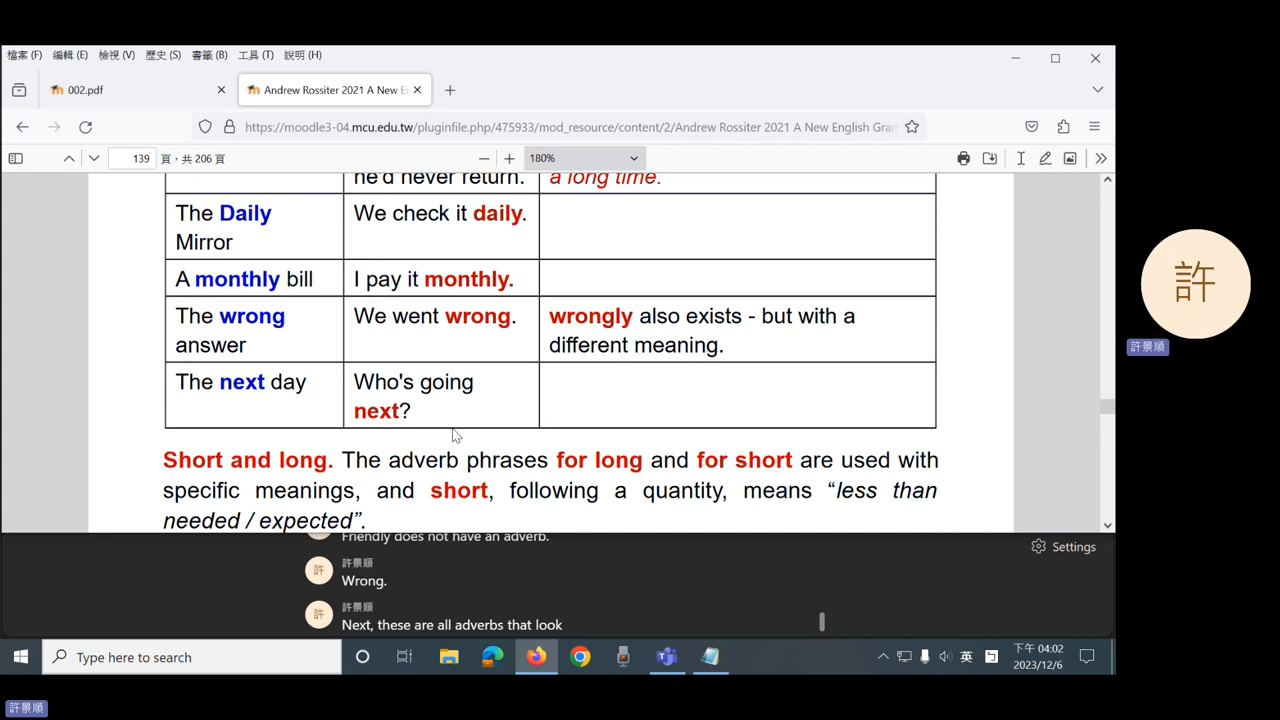 檔案 (F) 編輯 (E) 檢視 (V) 歷史 (S) 書籤 (B) 工具 (T) 說明 (H)
002.pdf
Andrew Rossiter 2021 A New En
https://moodle3-04.mcu.edu.tw/pluginfile.php/475933/mod_resource/content/2/Andrew Rossiter 2021 A New English Gran
139 頁，共 206 頁
180%
he'd never return. a long time.
The Daily We check it daily.
Mirror
A monthly bill I pay it monthly.
The wrong We went wrong. wrongly also exists - but with a
answer different meaning.
The next day Who's going
next?
Short and long. The adverb phrases for long and for short are used with
specific meanings, and short, following a quantity, means “less than
needed / expected”.
Friendly does not have an adverb.
Settings
許景順
許 Wrong.
許景順
許 Next, these are all adverbs that look
許
許景順
Type here to search
英
下午 04:02
2023/12/6
許景順